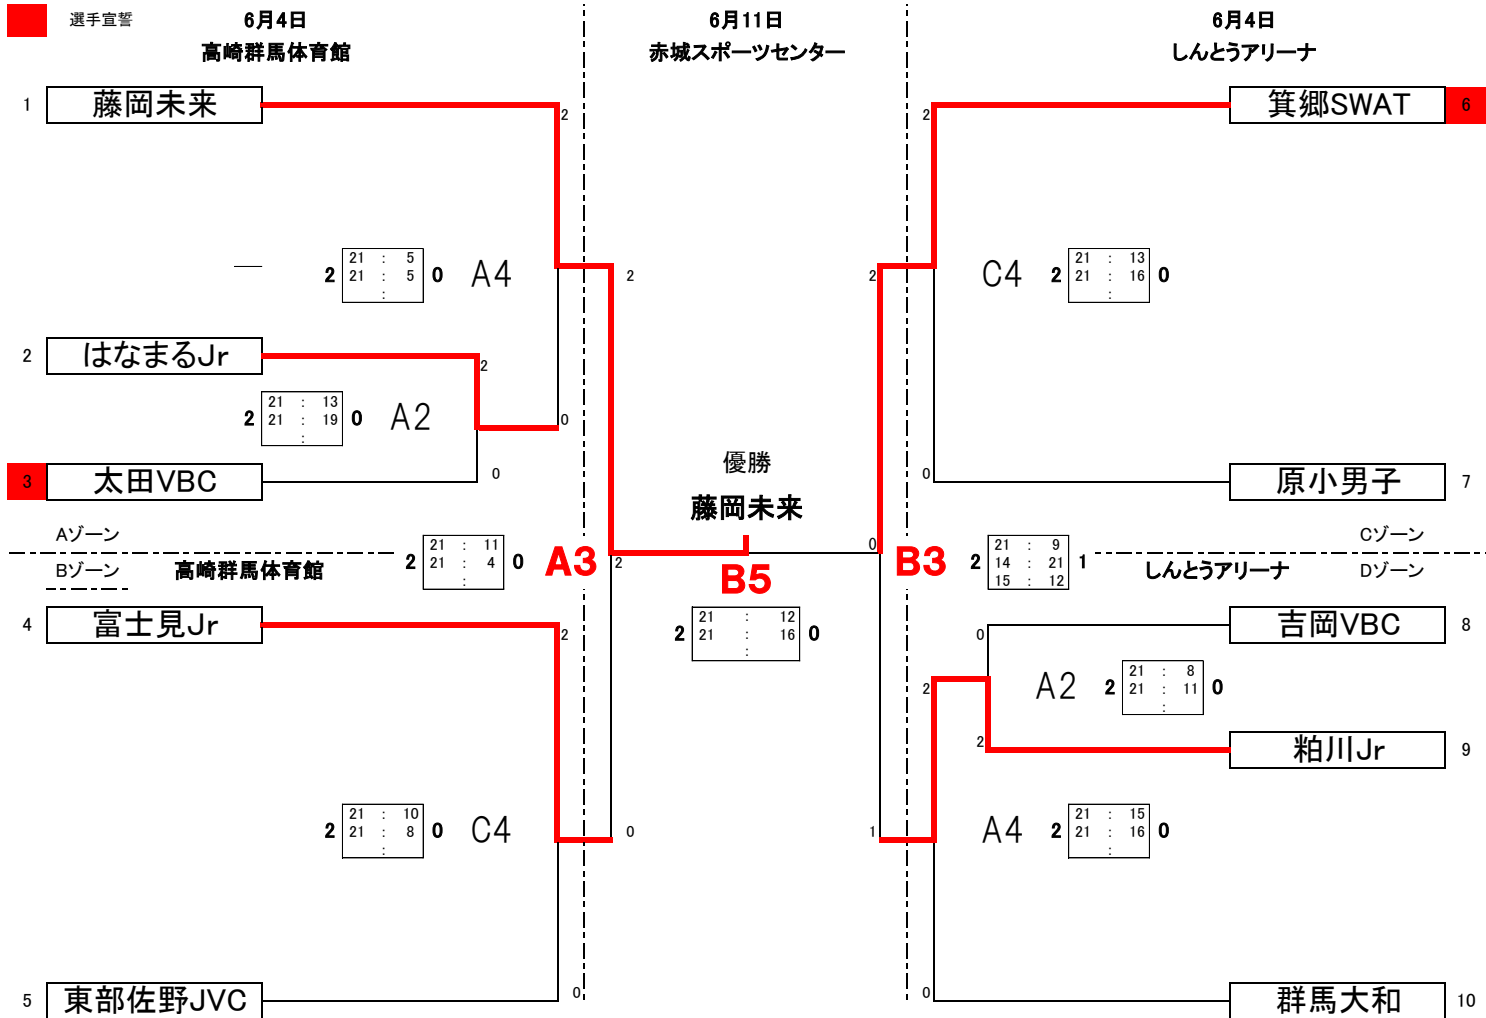 選手宣誓 6月4日 6月11日 6月4日
高崎群馬体育館 赤城スポーツセンター しんとうアリーナ
1 藤岡未来 箕郷SWAT 6
2 2
2 21 : 5 0 A4
21 : 5
:
2 2
C4 2 21 : 13 0
21 : 16
:
2 はなまるJr 2
2 21 : 13 0 A2
21 : 19
:
0
3 太田VBC 0
優勝
藤岡未来
0 原小男子 7
Aゾーン Cゾーン
Bゾーン 高崎群馬体育館 しんとうアリーナ Dゾーン
2 21 : 11 0 A3 2
21 : 4
:
B5
2 21 : 12 0
21 : 16
:
0 B3 2 21 : 9 1
14 : 21
15 : 12
4 富士見Jr 2 0 吉岡VBC 8
2 A2 2 21 : 8 0
21 : 11
:
2 粕川Jr 9
2 21 : 10 0 C4 0
21 : 8
:
1 A4 2 21 : 15 0
21 : 16
:
5 東部佐野JVC 0 0 群馬大和 10